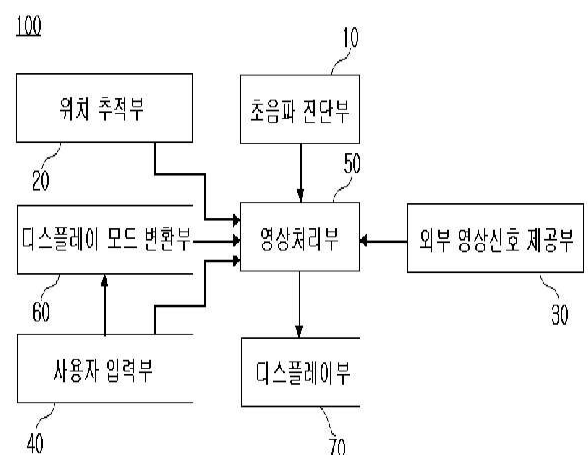 100
10
위치 추적부
초음파 진단부
20
50
디스플레이 모드 변환부
영상처리부
외부 영상신호 제공부
60
30
사용자 입력부
디스플레이부
40
70